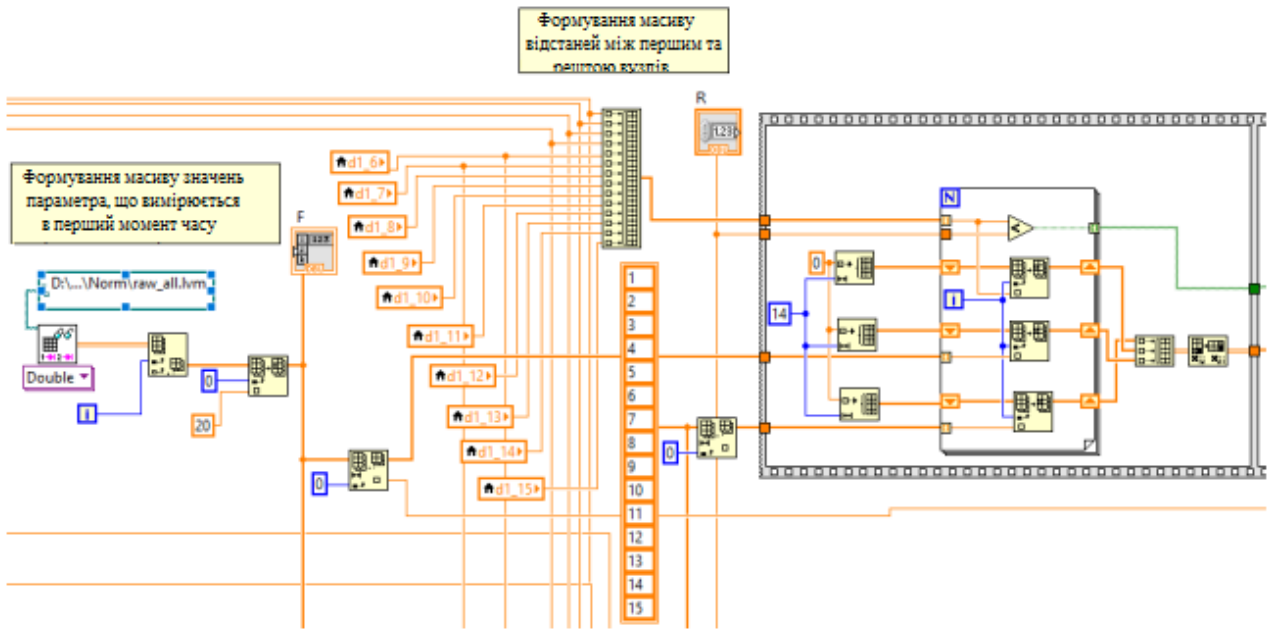 Формування масиву
відстаней між першим та
рештою вузлів
R
1.23
Формування масиву значень
параметра, що вимірюється
в перший момент часу
F
D:\...\Norm\raw_all.lvm
Double
i
0
20
0
d1_6
d1_7
d1_8
d1_9
d1_10
d1_11
d1_12
d1_13
d1_14
d1_15
1
2
3
4
5
6
7
8
9
10
11
12
13
14
15
0
0
14
N
i